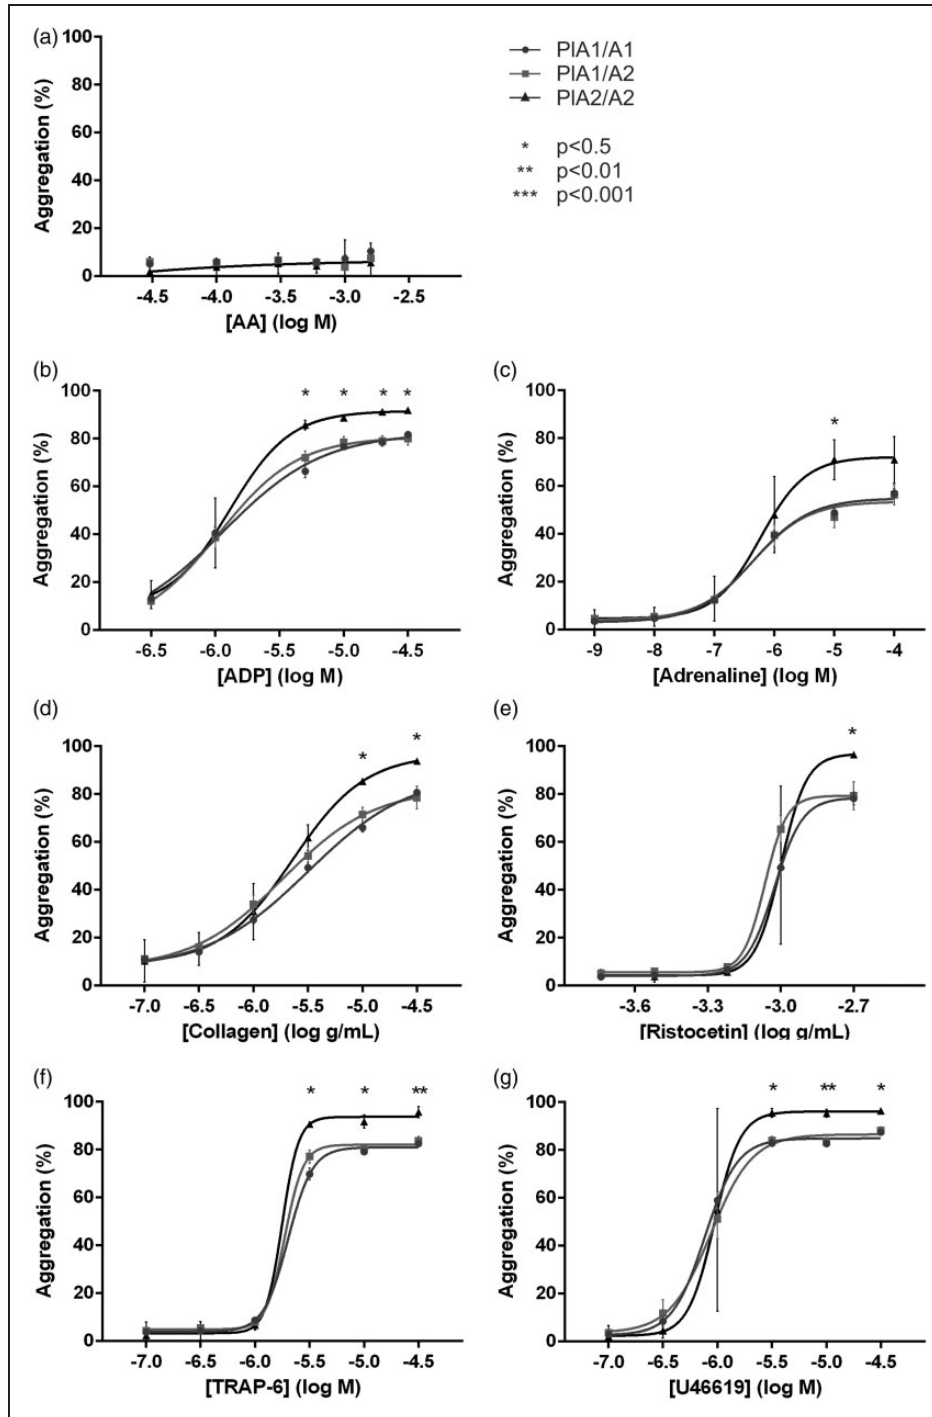 (a)
100
80
60
40
20
0
Aggregation (%)
-4.5 -4.0 -3.5 -3.0 -2.5
[AA] (log M)
PlA1/A1
PlA1/A2
PlA2/A2
* p<0.5
** p<0.01
*** p<0.001
(b)
100
80
60
40
20
0
Aggregation (%)
* * * *
-6.5 -6.0 -5.5 -5.0 -4.5
[ADP] (log M)
(c)
100
80
60
40
20
0
Aggregation (%)
*
-9 -8 -7 -6 -5 -4
[Adrenaline] (log M)
(d)
100
80
60
40
20
0
Aggregation (%)
* *
-7.0 -6.5 -6.0 -5.5 -5.0 -4.5
[Collagen] (log g/mL)
(e)
100
80
60
40
20
0
Aggregation (%)
*
-3.6 -3.3 -3.0 -2.7
[Ristocetin] (log g/mL)
(f)
100
80
60
40
20
0
Aggregation (%)
* * **
-7.0 -6.5 -6.0 -5.5 -5.0 -4.5
[TRAP-6] (log M)
(g)
100
80
60
40
20
0
Aggregation (%)
* ** *
-7.0 -6.5 -6.0 -5.5 -5.0 -4.5
[U46619] (log M)